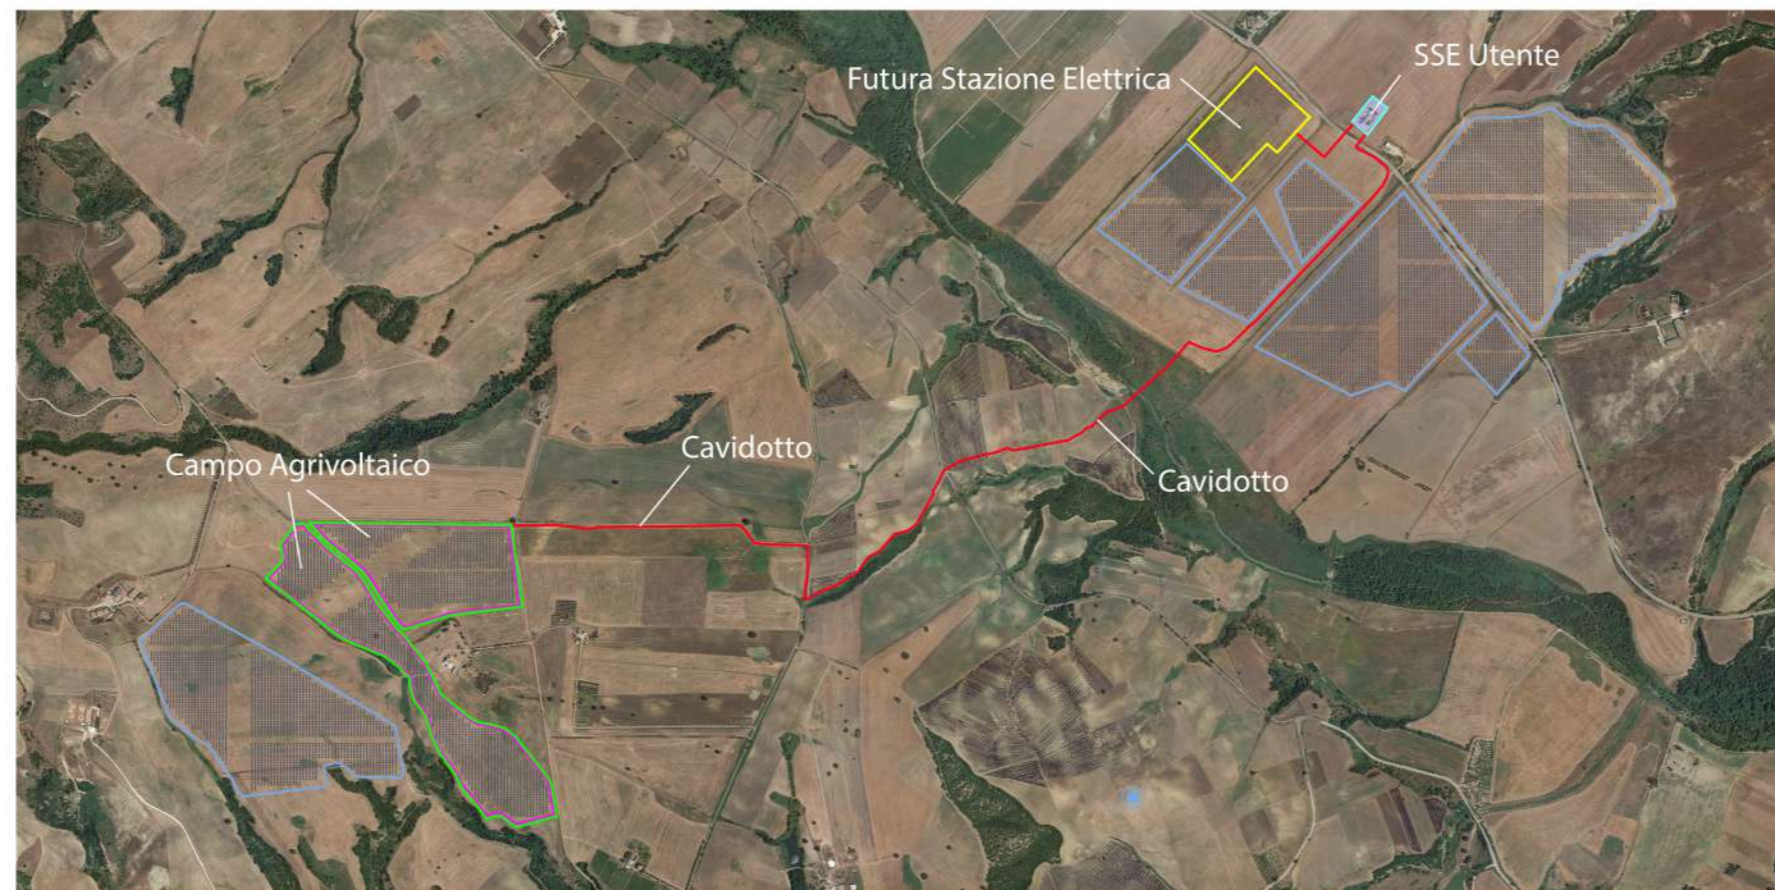 SSE Utente
Futura Stazione Elettrica
Cavidotto
Campo Agrivoltaico
Cavidotto